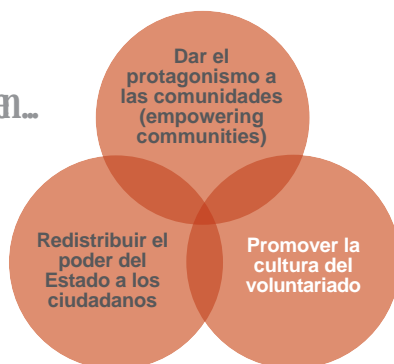 Dar el
protagonismo a
las comunidades
(empowering
communities)
Redistribuir el
poder del
Estado a los
ciudadanos
Promover la
cultura del
voluntariado